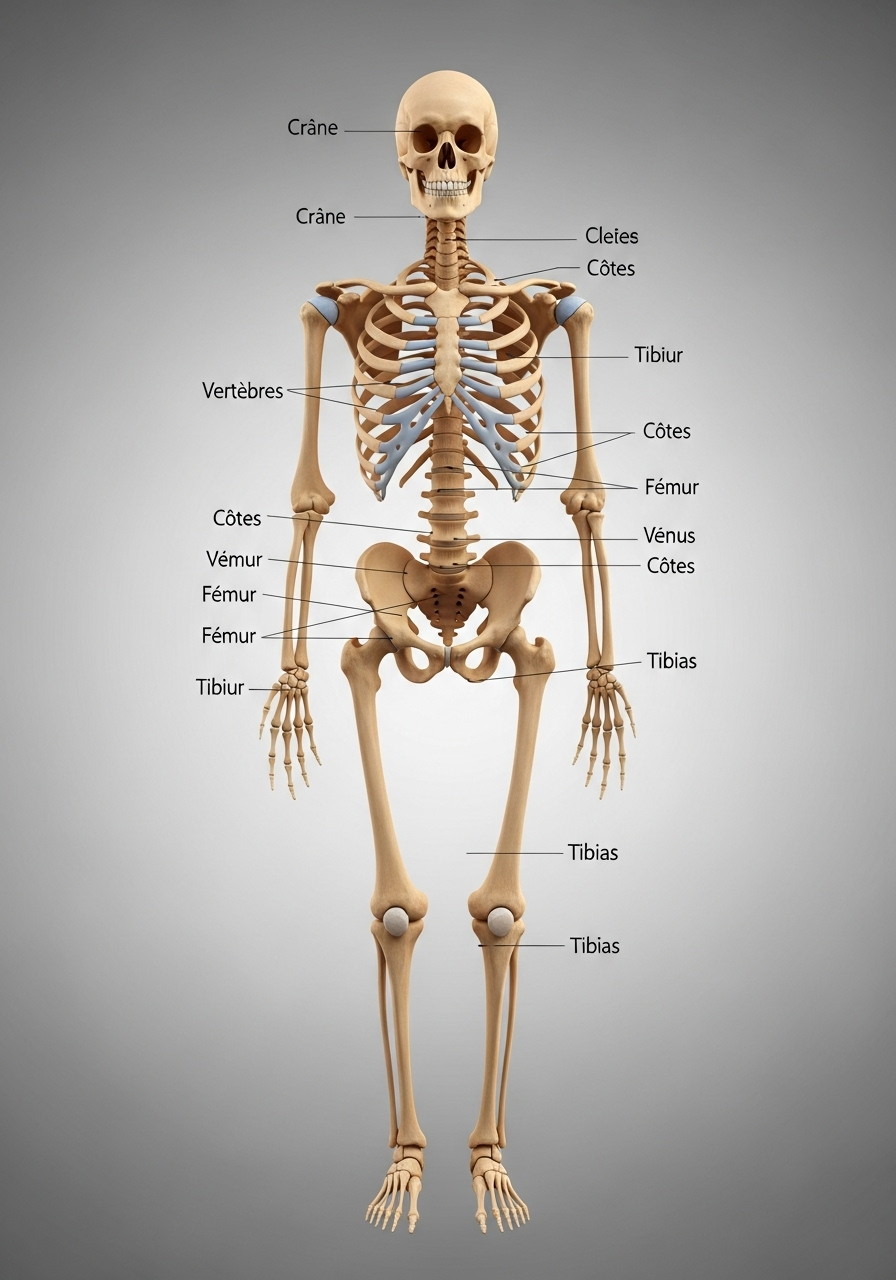 Crâne
Crâne
Cleíes
Côtes
Tibiur
Vertèbres
Côtes
Fémur
Côtes
Vénus
Vémur
Côtes
Fémur
Fémur
Tibias
Tibiur
Tibias
Tibias